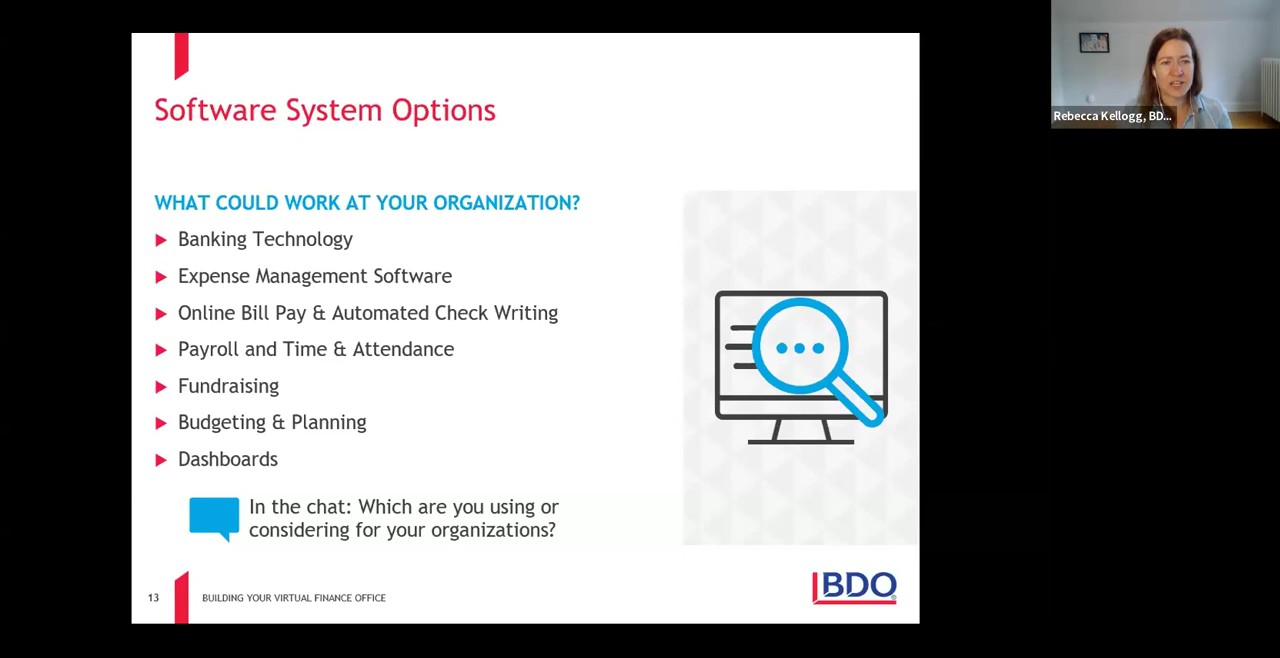 Software System Options
WHAT COULD WORK AT YOUR ORGANIZATION?
Banking Technology
Expense Management Software
Online Bill Pay & Automated Check Writing
Payroll and Time & Attendance
Fundraising
Budgeting & Planning
Dashboards
In the chat: Which are you using or
considering for your organizations?
13
BUILDING YOUR VIRTUAL FINANCE OFFICE
BDO
Rebecca Kellogg, BD...